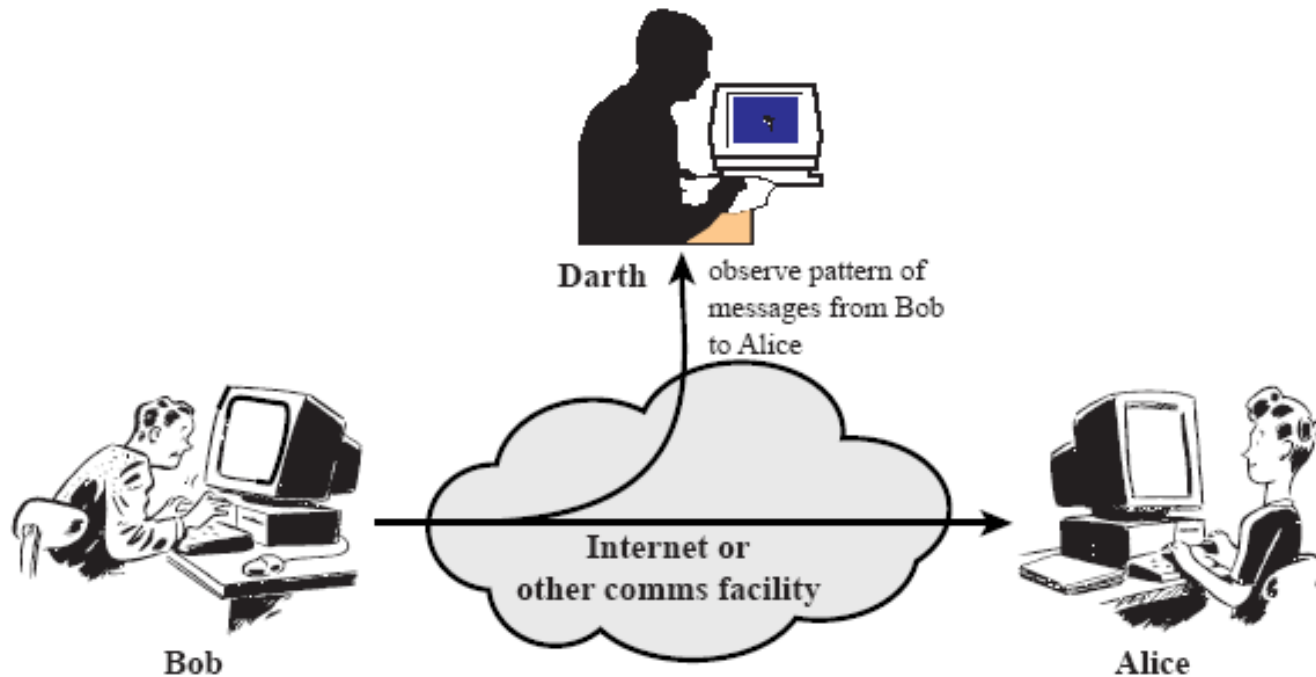 Darth
observe pattern of
messages from Bob
to Alice
Internet or
other comms facility
Bob
Alice